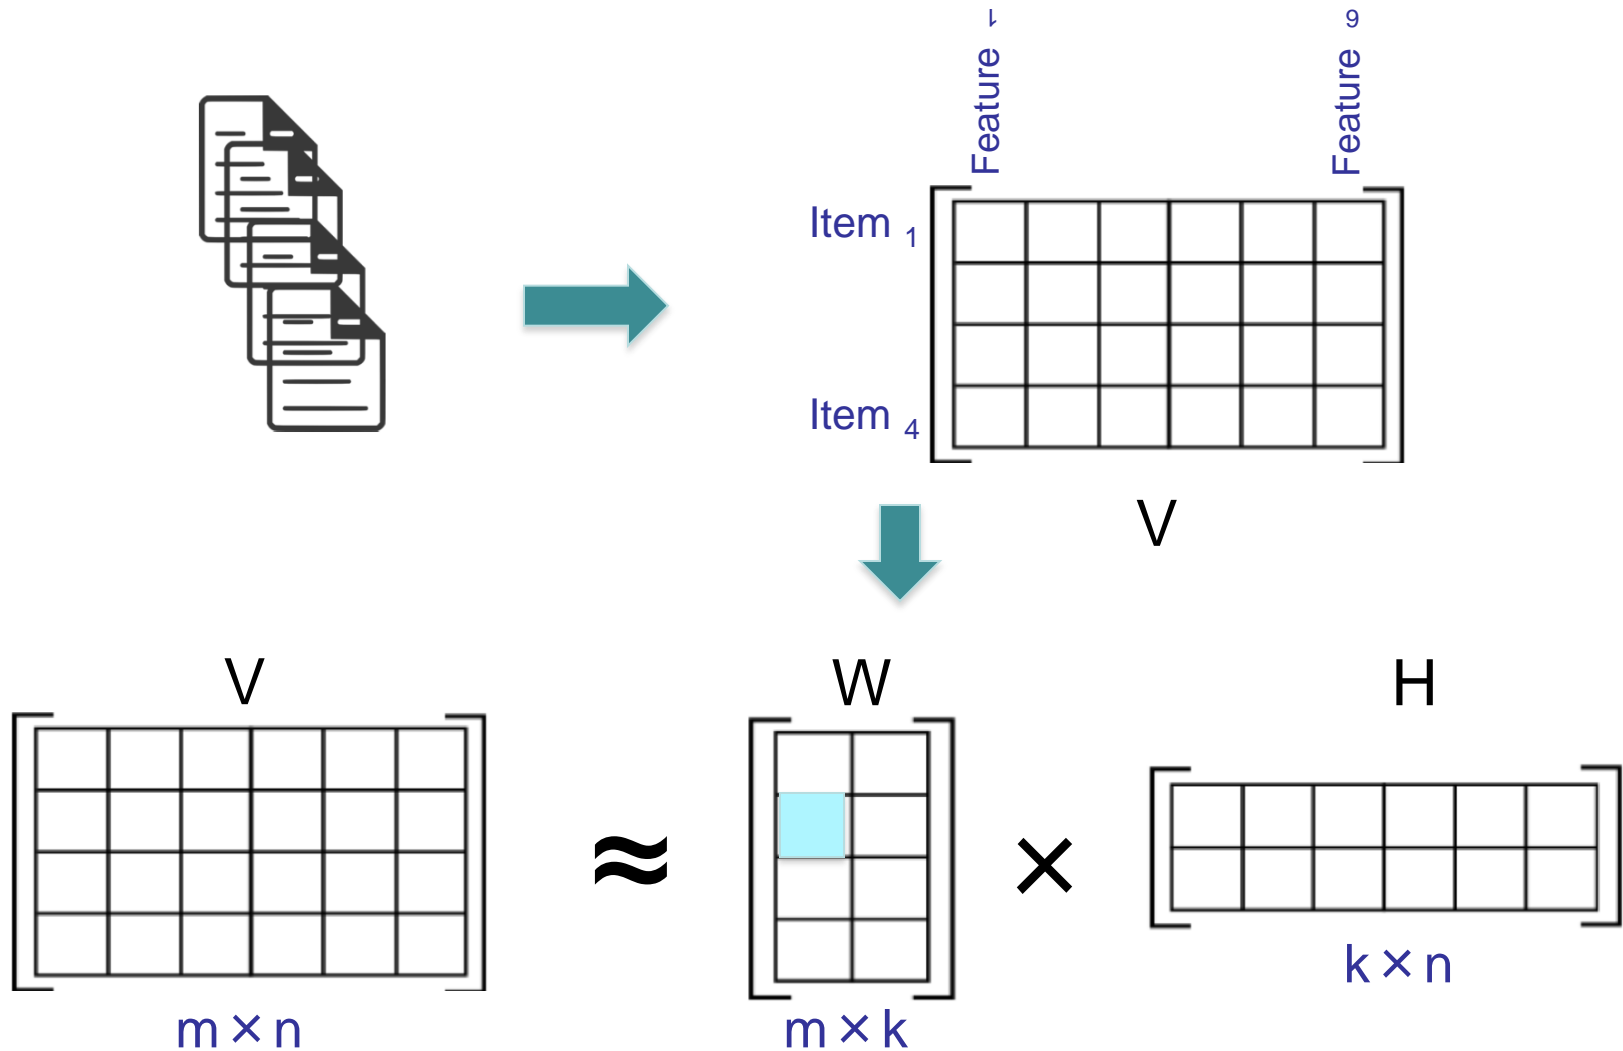 Feature 1
Feature 6
Item 1
Item 4
V
V
W
H
≈
×
m×n
m×k
k×n